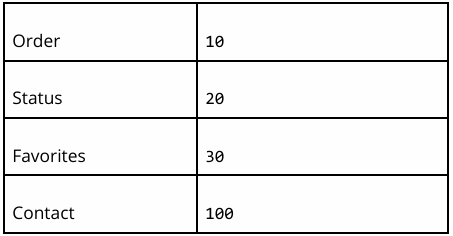 Order 10
Status 20
Favorites 30
Contact 100